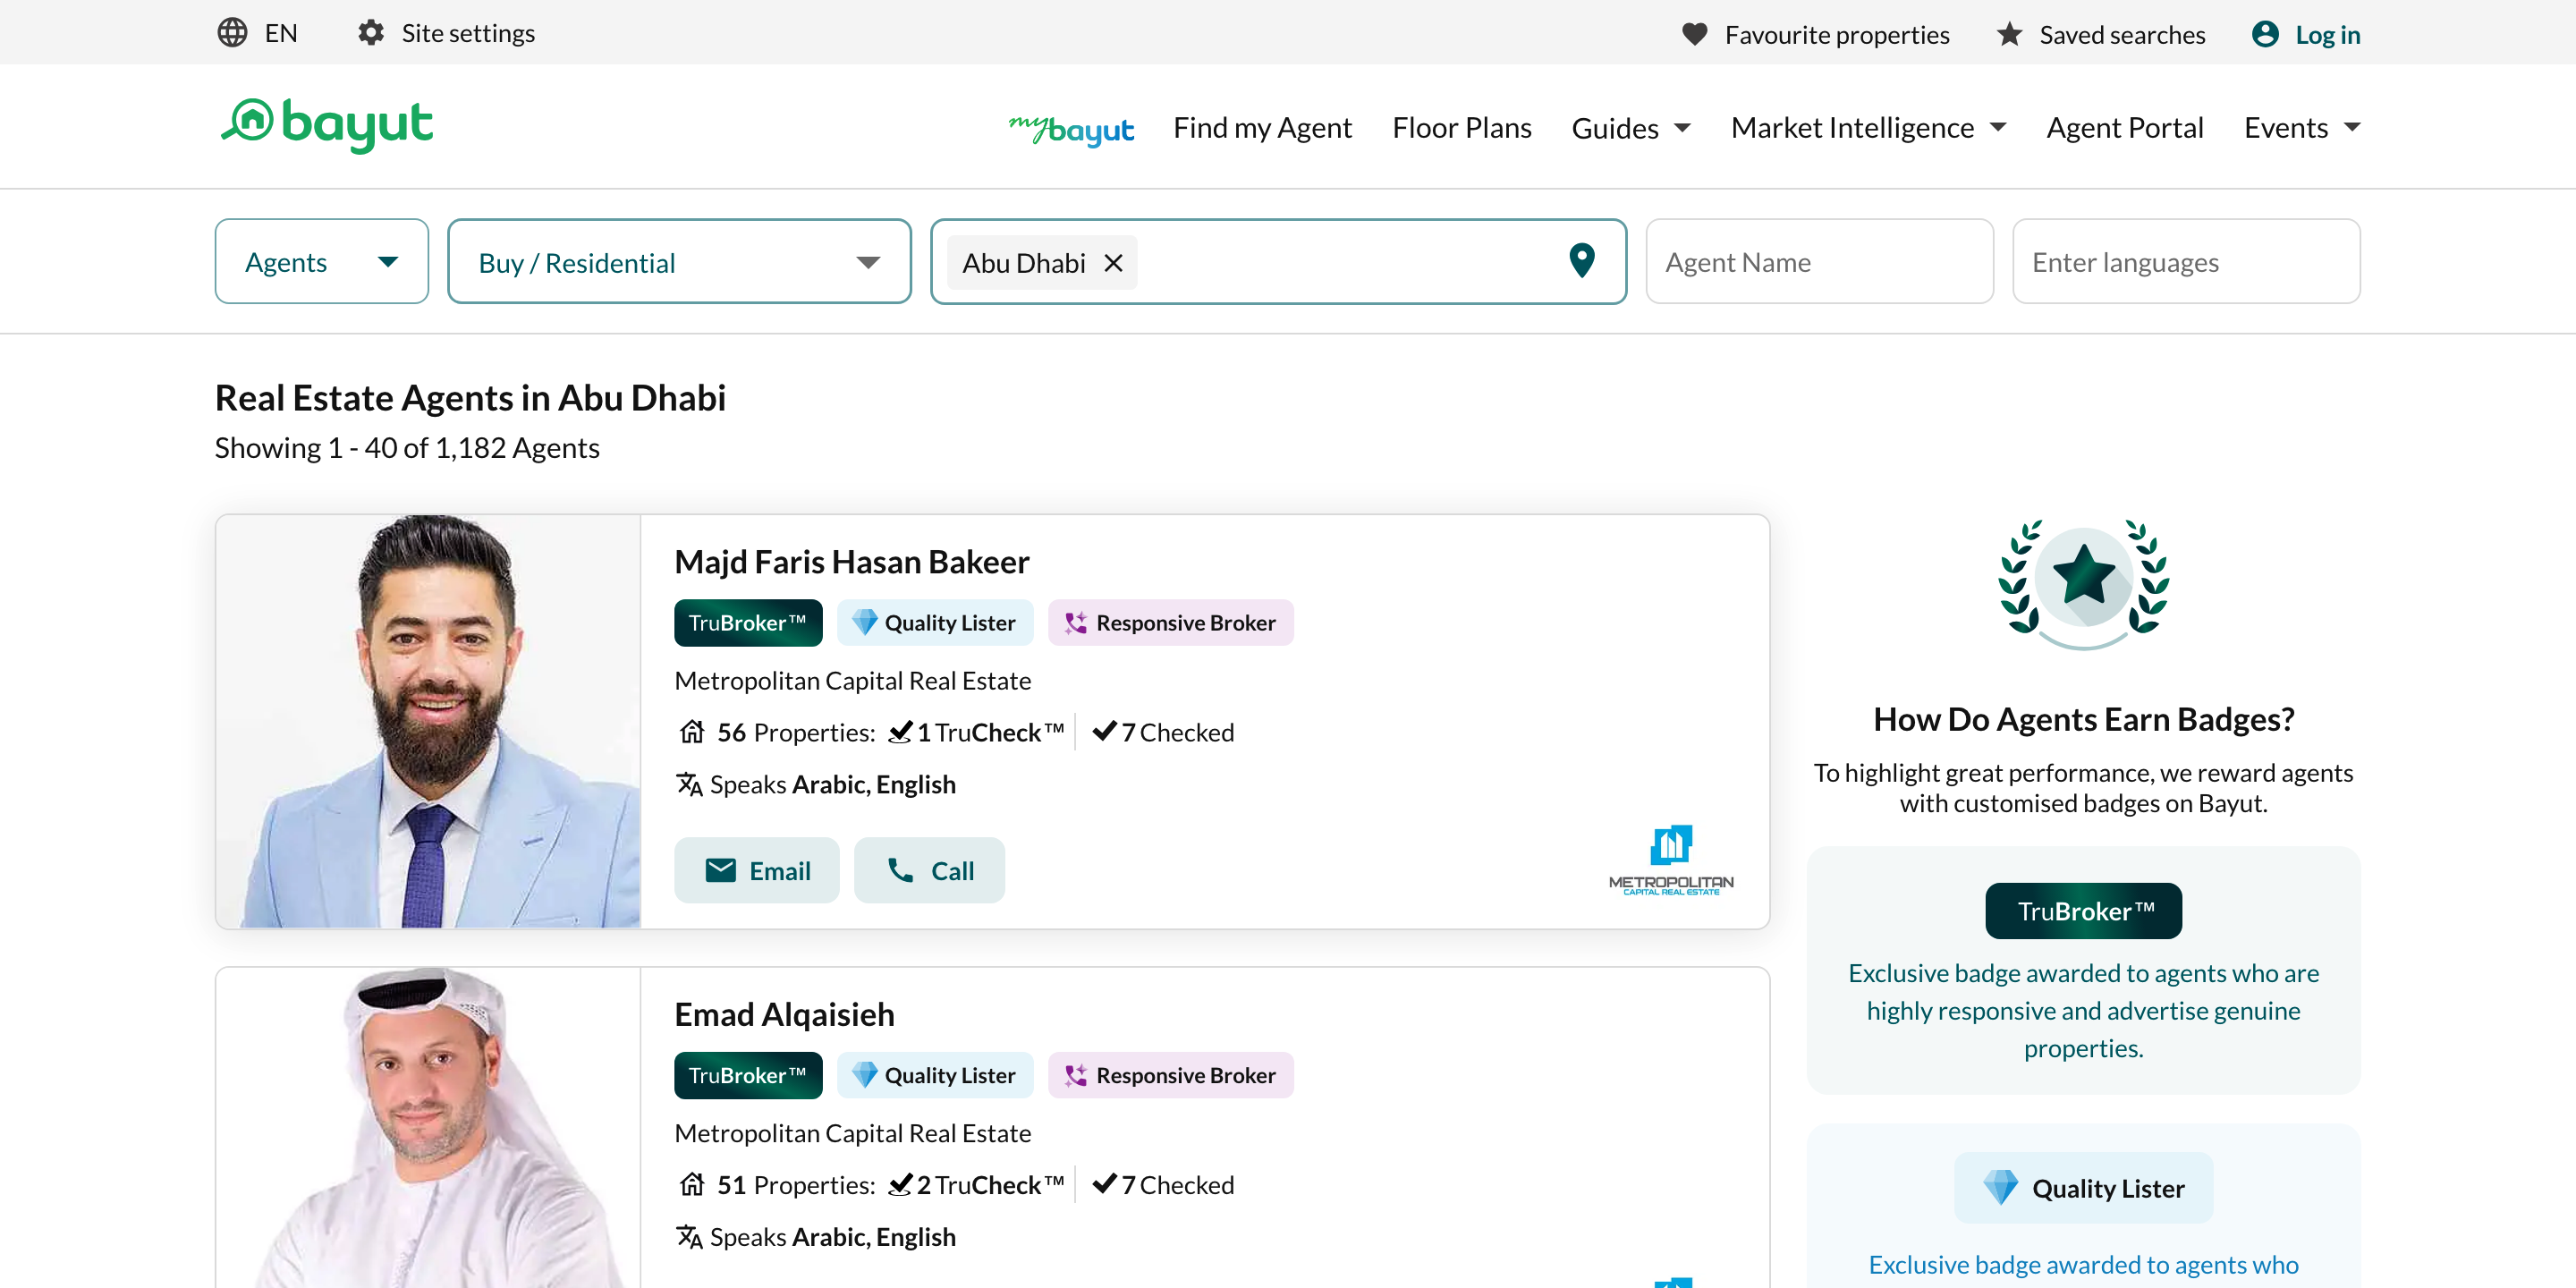 EN
Site settings
Favourite properties
Saved searches
Log in
bayut
mybayut
Find my Agent
Floor Plans
Guides
Market Intelligence
Agent Portal
Events
Agents
Buy / Residential
Abu Dhabi
Agent Name
Enter languages
Real Estate Agents in Abu Dhabi
Showing 1 - 40 of 1,182 Agents
Majd Faris Hasan Bakeer
TruBroker™
Quality Lister
Responsive Broker
Metropolitan Capital Real Estate
56 Properties: 1 TruCheck™ 7 Checked
Speaks Arabic, English
Email
Call
METROPOLITAN
CAPITAL REAL ESTATE
Emad Alqaisieh
TruBroker™
Quality Lister
Responsive Broker
Metropolitan Capital Real Estate
51 Properties: 2 TruCheck™ 7 Checked
Speaks Arabic, English
How Do Agents Earn Badges?
To highlight great performance, we reward agents
with customised badges on Bayut.
TruBroker™
Exclusive badge awarded to agents who are
highly responsive and advertise genuine
properties.
Quality Lister
Exclusive badge awarded to agents who